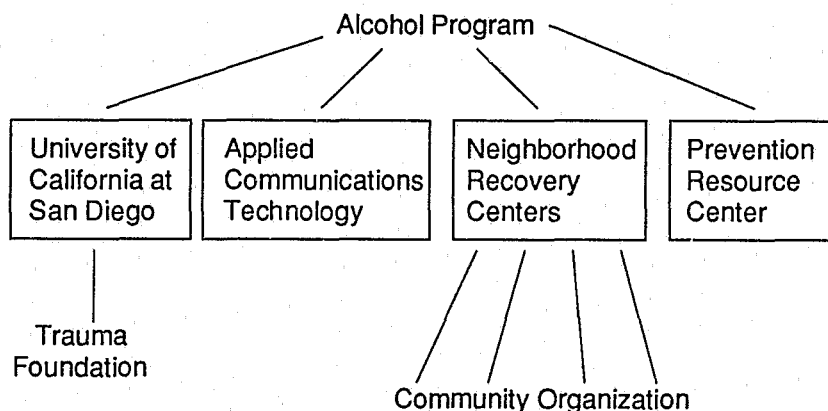 Alcohol Program
University of
California at
San Diego
Applied
Communications
Technology
Neighborhood
Recovery
Centers
Prevention
Resource
Center
Trauma
Foundation
Community Organization